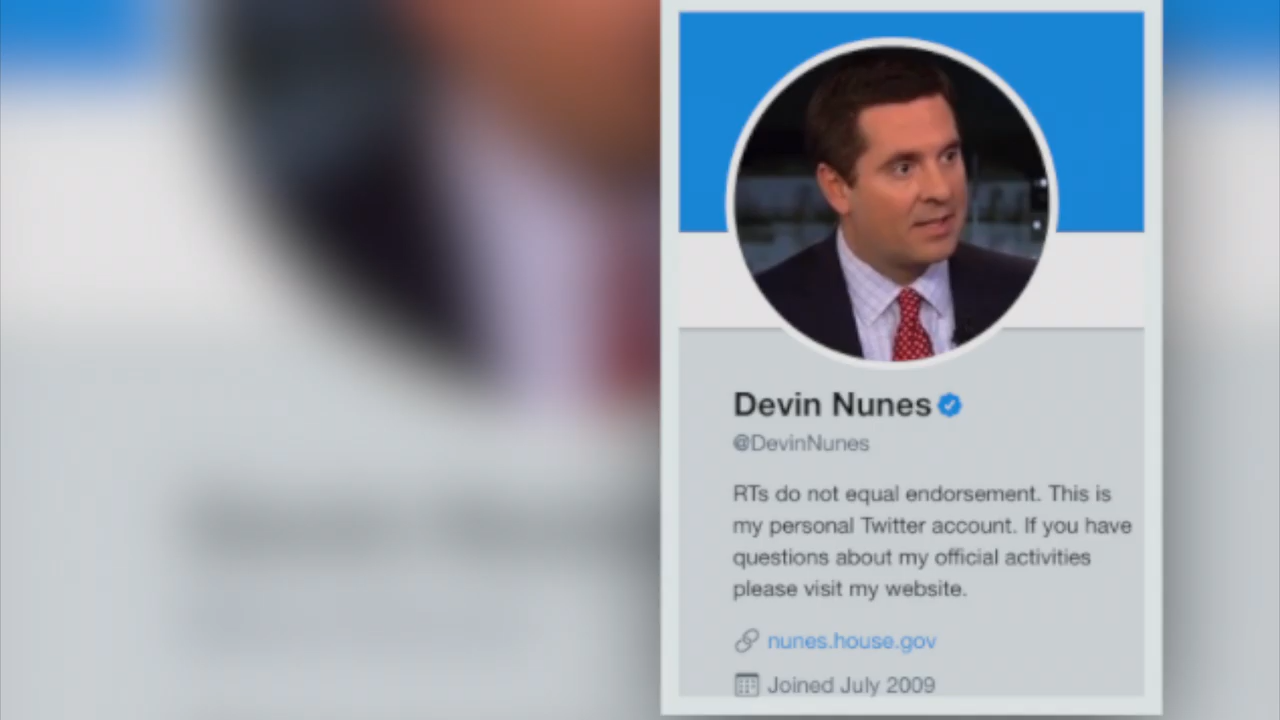 Devin Nunes
@DevinNunes
RTs do not equal endorsement. This is
my personal Twitter account. If you have
questions about my official activities
please visit my website.
nunes.house.gov
Joined July 2009